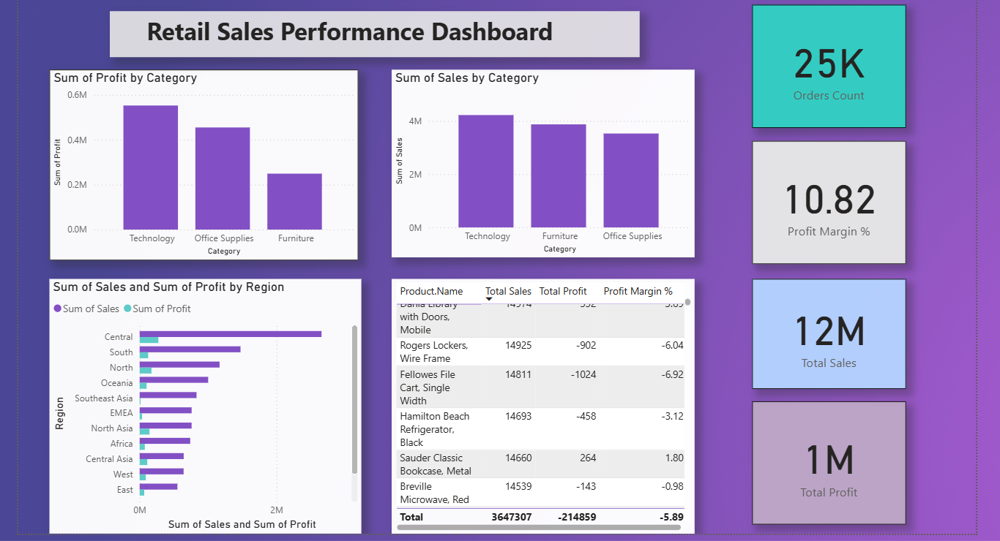 Retail Sales Performance Dashboard
25K
Orders Count
10.82
Profit Margin %
12M
Total Sales
1M
Total Profit
Sum of Profit by Category
0.6M
0.4M
0.2M
0.0M
Sum of Profit
Technology Office Supplies Furniture
Category
Sum of Sales by Category
4M
2M
0M
Sum of Sales
Technology Furniture Office Supplies
Category
Sum of Sales and Sum of Profit by Region
Sum of Sales Sum of Profit
Region
Central
South
North
Oceania
Southeast Asia
EMEA
North Asia
Africa
Central Asia
West
East
0M 2M
Sum of Sales and Sum of Profit
Product.Name Total Sales Total Profit Profit Margin %
with Doors,
Mobile
Rogers Lockers, 14925 -902 -6.04
Wire Frame
Fellowes File 14811 -1024 -6.92
Cart, Single
Width
Hamilton Beach 14693 -458 -3.12
Refrigerator,
Black
Sauder Classic 14660 264 1.80
Bookcase, Metal
Breville 14539 -143 -0.98
Microwave, Red
Total 3647307 -214859 -5.89